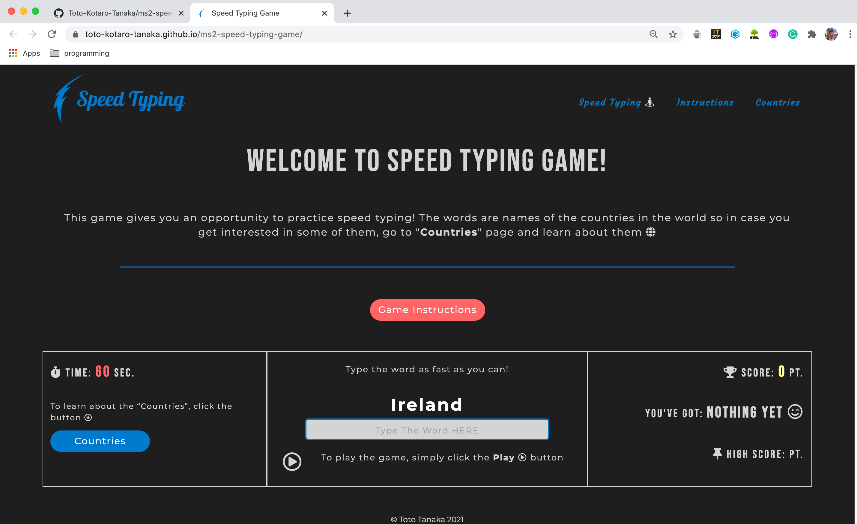 Toto-Kotaro-Tanaka/ms2-spee
Speed Typing Game
toto-kotaro-tanaka.github.io/ms2-speed-typing-game/
Apps
programming
Speed Typing
Speed Typing
Instructions
Countries
WELCOME TO SPEED TYPING GAME!
This game gives you an opportunity to practice speed typing! The words are names of the countries in the world so in case you
get interested in some of them, go to "Countries" page and learn about them
Game Instructions
TIME: 60 SEC.
To learn about the “Countries”, click the
button
Countries
Type the word as fast as you can!
Ireland
Type The Word HERE
To play the game, simply click the Play button
SCORE: 0 PT.
YOU'VE GOT: NOTHING YET
HIGH SCORE: PT.
© Toto Tanaka 2021